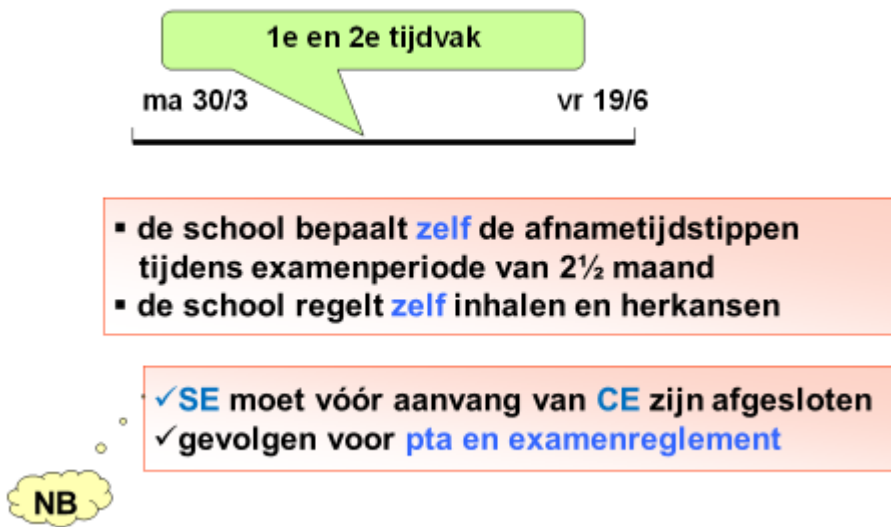 1e en 2e tijdvak
ma 30/3 vr 19/6
▪ de school bepaalt zelf de afnametijdstippen
tijdens examenperiode van 2½ maand
▪ de school regelt zelf inhalen en herkansen
✓SE moet vóór aanvang van CE zijn afgesloten
✓gevolgen voor pta en examenreglement
NB